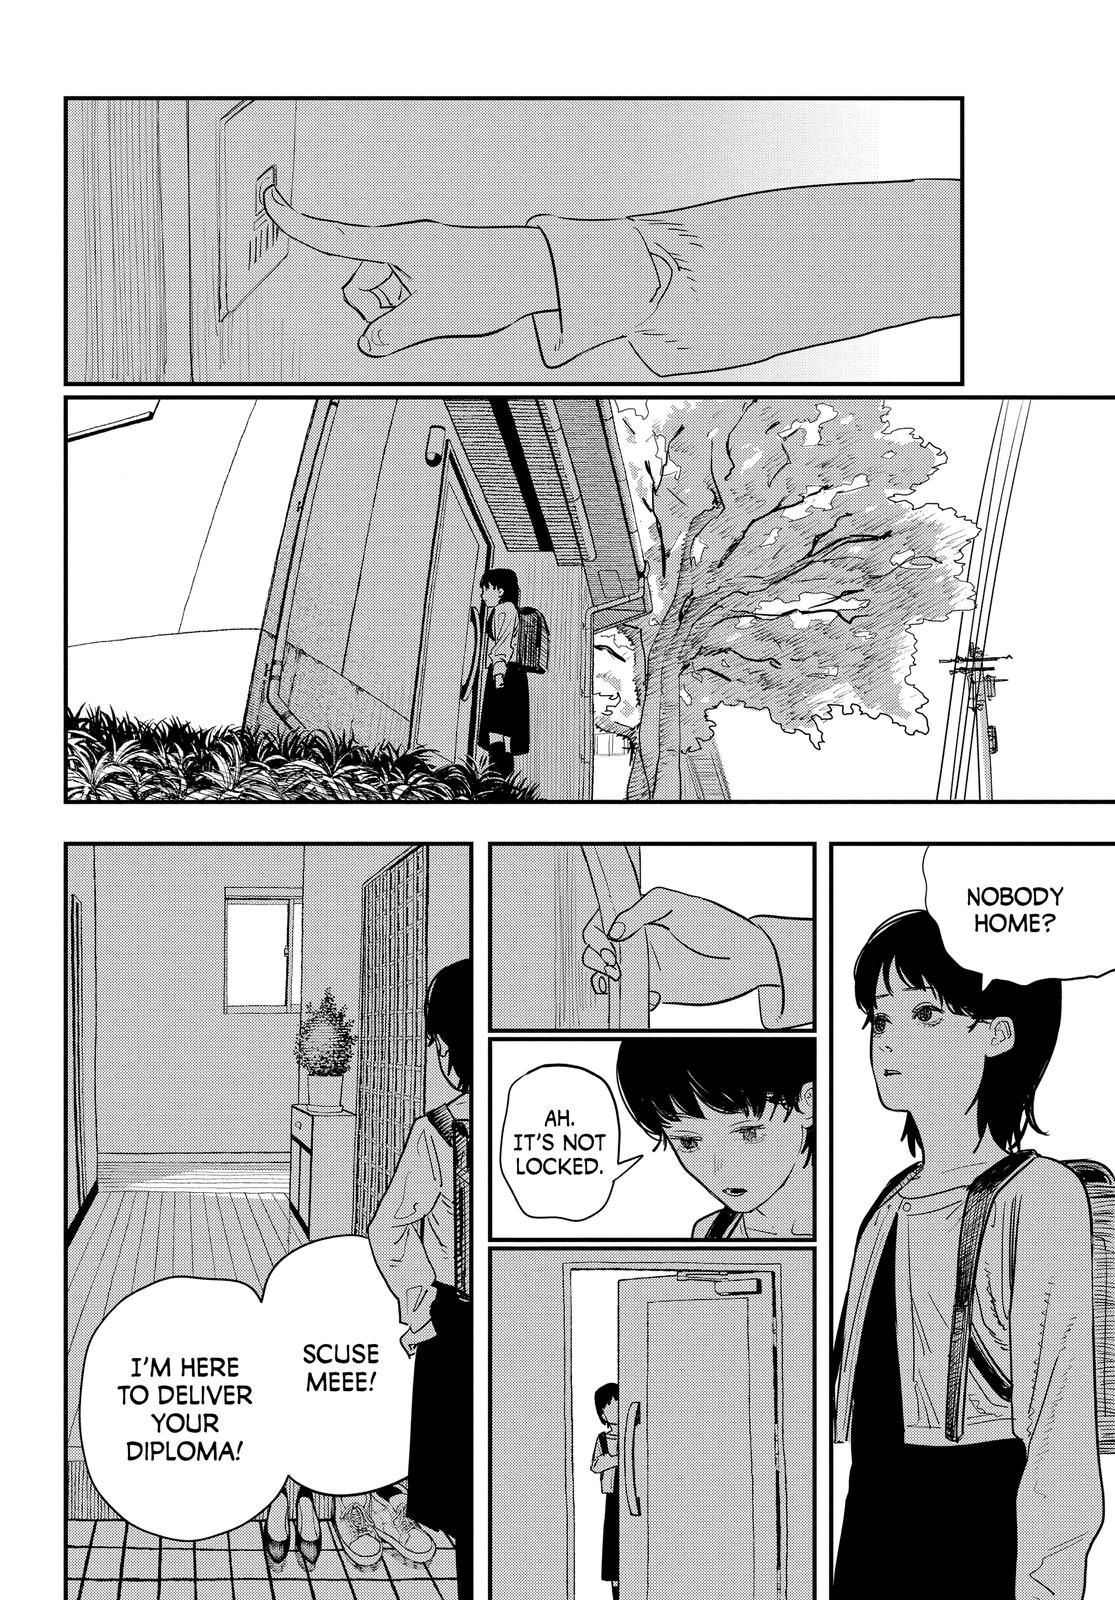 NOBODY
HOME?
AH.
IT'S NOT
LOCKED.
SCUSE
MEEE!
I'M HERE
TO DELIVER
YOUR
DIPLOMA!